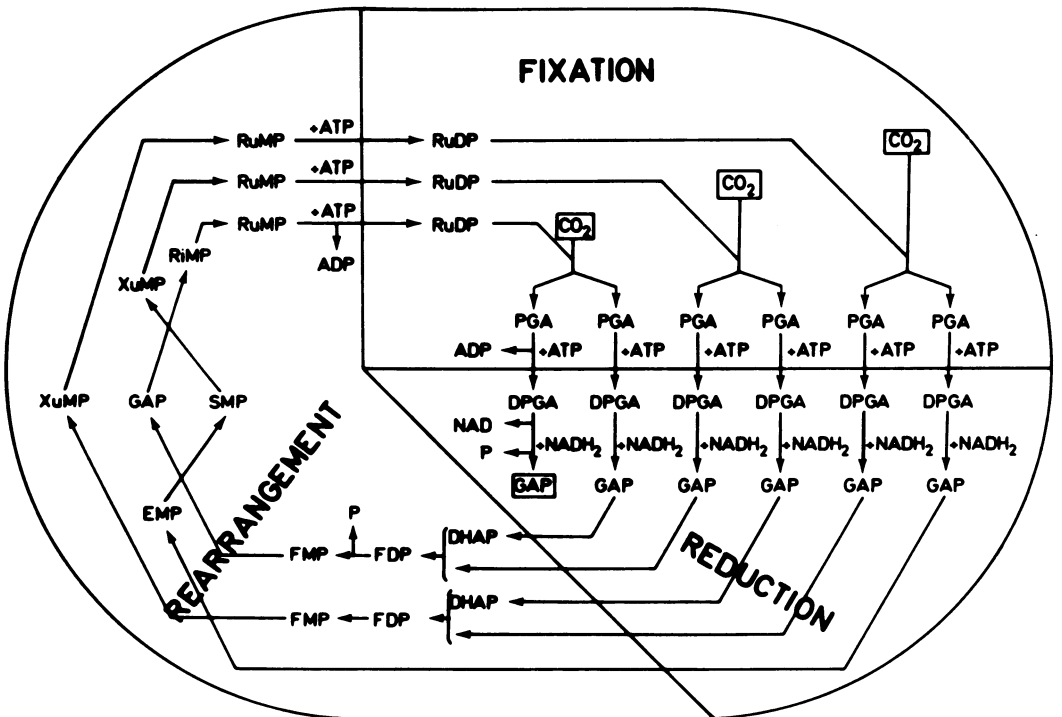 FIXATION
RuMP +ATP RuDP CO2
RuMP +ATP RuDP CO2
RuMP +ATP RuDP CO2
RiMP ADP
XuMP
PGA PGA PGA PGA PGA PGA
ADP +ATP +ATP +ATP +ATP +ATP +ATP
XuMP GAP SMP DPGA DPGA DPGA DPGA DPGA DPGA
NAD
P +NADH2 +NADH2 +NADH2 +NADH2 +NADH2 +NADH2
GAP GAP GAP GAP GAP GAP
EMP P
FMP FDP DHAP
REARRANGEMENT
REDUCTION
FMP FDP DHAP